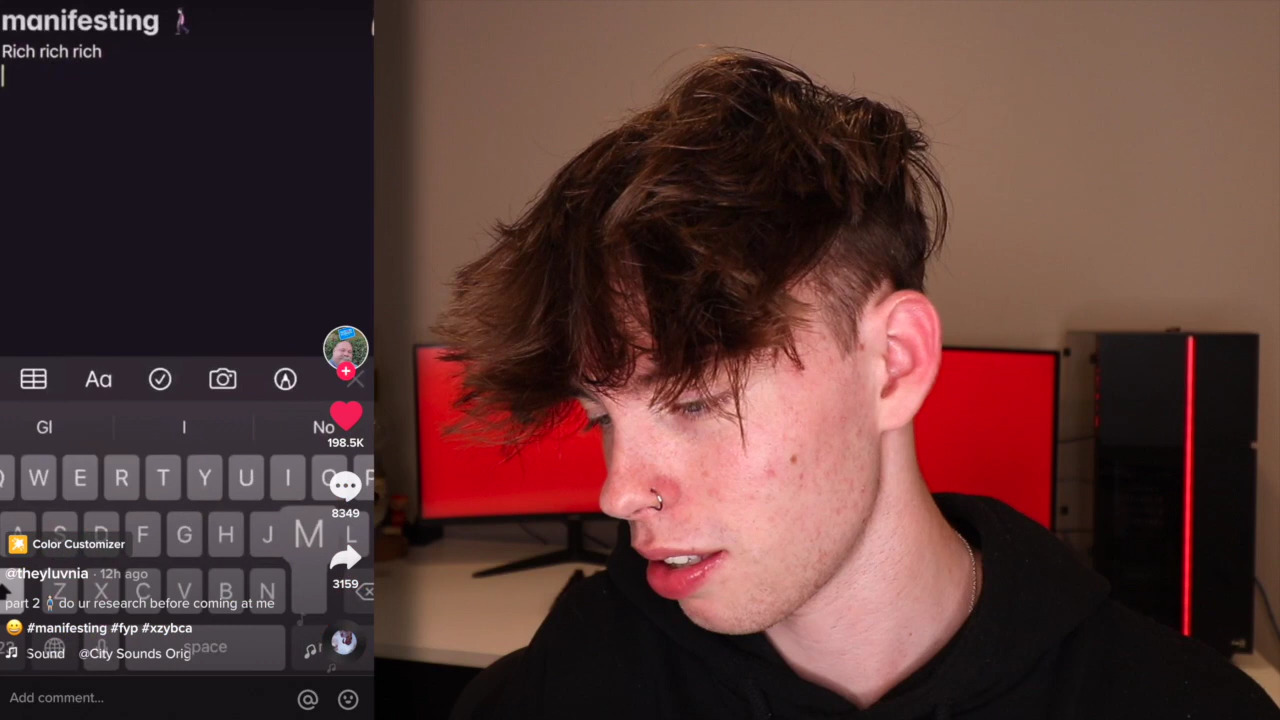 manifesting 🚶
Rich rich rich
Aa
GI
I
No
198.5K
Q W E R T Y U I O P
8349
A S D F G H J M L
Color Customizer
3159
@theyluvnia · 12h ago
Z X C V B N
part 2 🧍 do ur research before coming at me
😀 #manifesting #fyp #xzybca
space
Sound @City Sounds Orig
Add comment...
@